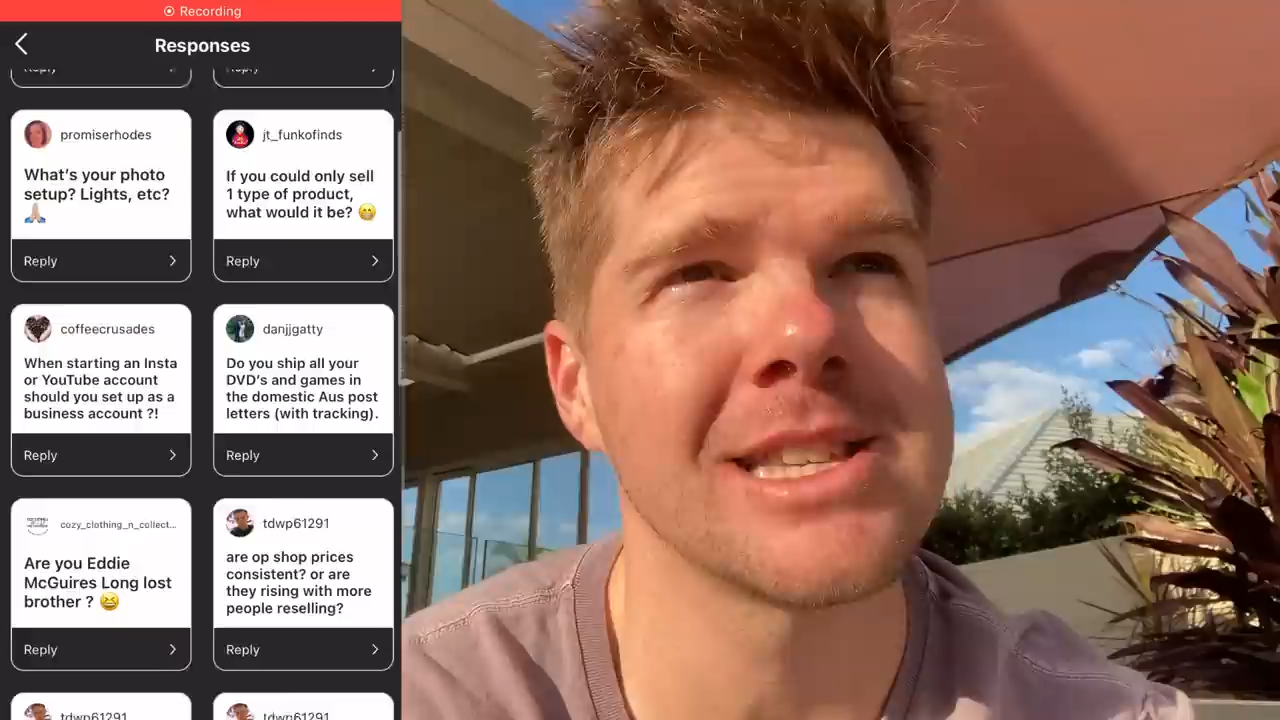 Recording
Responses
Reply
Reply
promiserhodes
What's your photo
setup? Lights, etc?
🙏🏼
Reply
jt_funkofinds
If you could only sell
1 type of product,
what would it be? 😁
Reply
coffeecrusades
When starting an Insta
or YouTube account
should you set up as a
business account ?!
Reply
danjjgatty
Do you ship all your
DVD's and games in
the domestic Aus post
letters (with tracking).
Reply
cozy_clothing_n_collect...
Are you Eddie
McGuires Long lost
brother ? 😆
Reply
tdwp61291
are op shop prices
consistent? or are
they rising with more
people reselling?
Reply
tdwp61291
tdwp61291